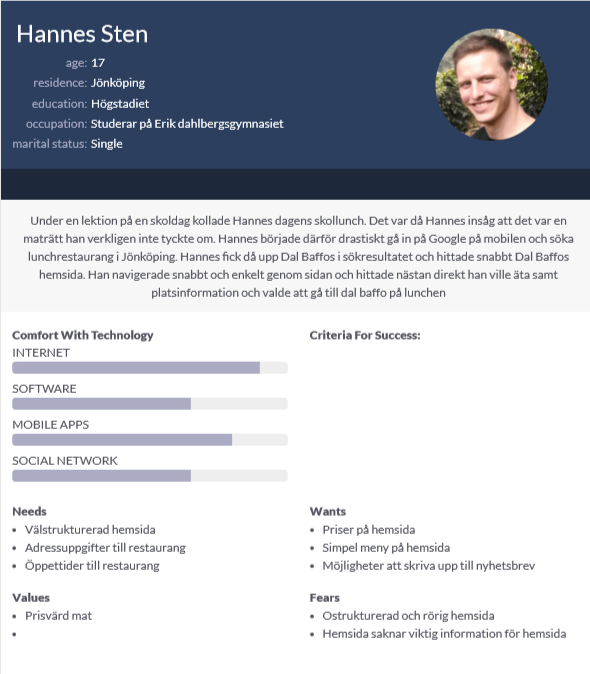 Hannes Sten
age: 17
residence: Jönköping
education: Högstadiet
occupation: Studerar på Erik dahlbergsgymnasiet
marital status: Single
Under en lektion på en skoldag kollade Hannes dagens skollunch. Det var då Hannes insåg att det var en
maträtt han verkligen inte tyckte om. Hannes började därför drastiskt gå in på Google på mobilen och söka
lunchrestaurang i Jönköping. Hannes fick då upp Dal Baffos i sökresultatet och hittade snabbt Dal Baffos
hemsida. Han navigerade snabbt och enkelt genom sidan och hittade nästan direkt han ville äta samt
platsinformation och valde att gå till dal baffo på lunchen
Comfort With Technology
INTERNET
SOFTWARE
MOBILE APPS
SOCIAL NETWORK
Criteria For Success:
Needs
• Välstrukturerad hemsida
• Adressuppgifter till restaurang
• Öppettider till restaurang
Wants
• Priser på hemsida
• Simpel meny på hemsida
• Möjligheter att skriva upp till nyhetsbrev
Values
• Prisvärd mat
•
Fears
• Ostrukturerad och rörig hemsida
• Hemsida saknar viktig information för hemsida